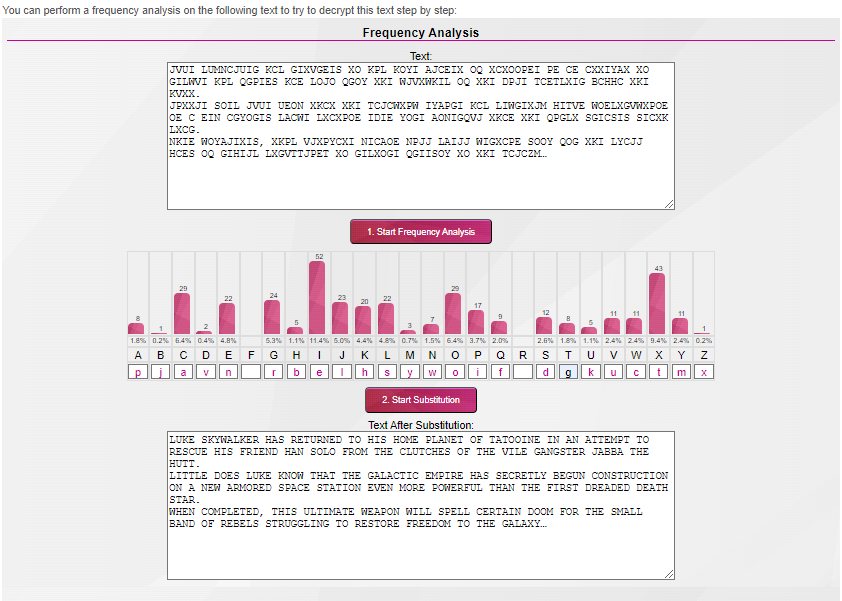 You can perform a frequency analysis on the following text to try to decrypt this text step by step:
Frequency Analysis
Text:
JVUI LUMNCJUIG KCL GIXVGEIS XO KPL KOYI AJCEIX OQ XCXOOPEI PE CE CXXIYAX XO
GILWVI KPL QGPIES KCE LOJO QGOY XKI WJVXWKIL OQ XKI DPJI TCETLXIG BCHHC XKI
KVXX.
JPXXJI SOIL JVUI UEON XKCX XKI TCJCWXPW IYAPGI KCL LIWGIXJM HITVE WOELXGVWXPOE
OE C EIN CGYOGIS LACWI LXCXPOE IDIE YOGI AONIGQVJ XKCE XKI QPGLX SGICSIS SICXK
LXCG.
NKIE WOYAJIXIS, XKPL VJXPYCXI NICAOE NPJJ LAIJJ WIGXCPE SOOY QOG XKI LYCJJ
HCES OQ GIHIJL LXGVTTJPET XO GILXOGI QGIISOY XO XKI TCJCZM…
1. Start Frequency Analysis
8 1 29 2 22 24 5 52 23 20 22 3 7 29 17 9 12 8 5 11 11 43 11 1
1.8% 0.2% 6.4% 0.4% 4.8% 5.3% 1.1% 11.4% 5.0% 4.4% 4.8% 0.7% 1.5% 6.4% 3.7% 2.0% 2.6% 1.8% 1.1% 2.4% 2.4% 9.4% 2.4% 0.2%
A B C D E F G H I J K L M N O P Q R S T U V W X Y Z
p j a v n r b e l h s y w o i f d g k u c t m x
2. Start Substitution
Text After Substitution:
LUKE SKYWALKER HAS RETURNED TO HIS HOME PLANET OF TATOOINE IN AN ATTEMPT TO
RESCUE HIS FRIEND HAN SOLO FROM THE CLUTCHES OF THE VILE GANGSTER JABBA THE
HUTT.
LITTLE DOES LUKE KNOW THAT THE GALACTIC EMPIRE HAS SECRETLY BEGUN CONSTRUCTION
ON A NEW ARMORED SPACE STATION EVEN MORE POWERFUL THAN THE FIRST DREADED DEATH
STAR.
WHEN COMPLETED, THIS ULTIMATE WEAPON WILL SPELL CERTAIN DOOM FOR THE SMALL
BAND OF REBELS STRUGGLING TO RESTORE FREEDOM TO THE GALAXY…